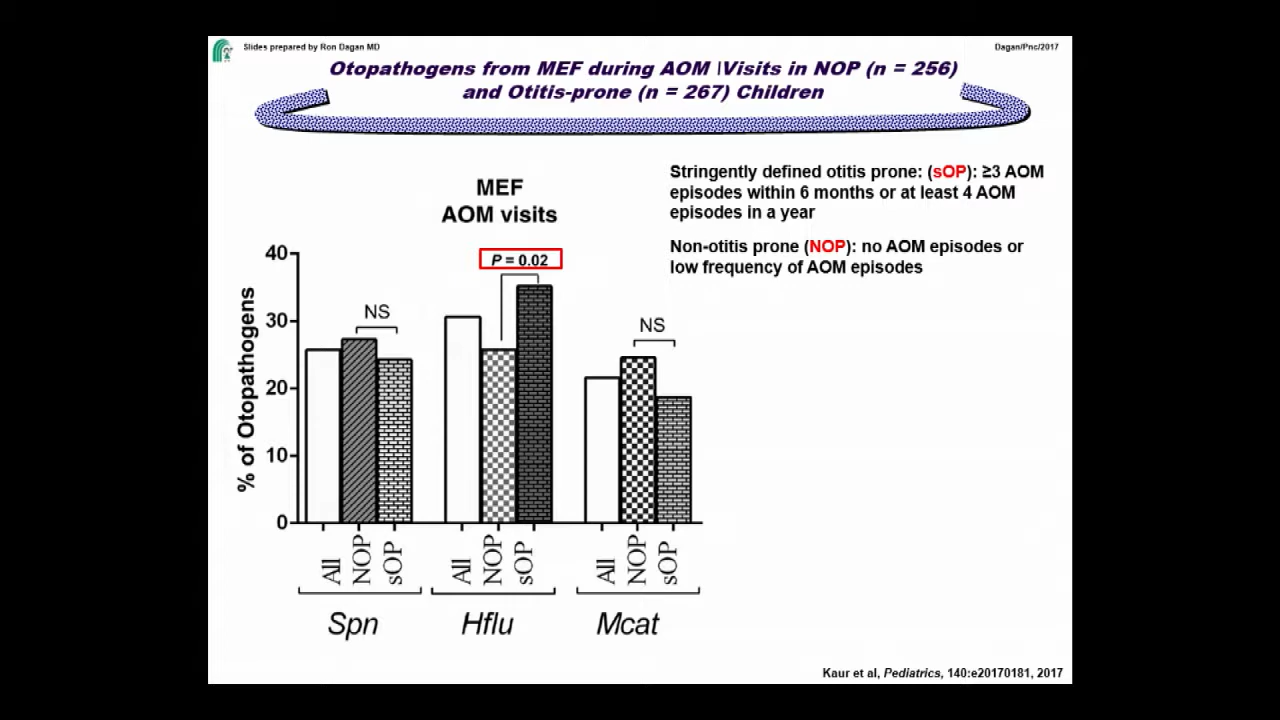 Slides prepared by Ron Dagan MD
Dagan/Pnc/2017
Otopathogens from MEF during AOM \Visits in NOP (n = 256)
and Otitis-prone (n = 267) Children
Stringently defined otitis prone: (sOP): ≥3 AOM
episodes within 6 months or at least 4 AOM
episodes in a year
Non-otitis prone (NOP): no AOM episodes or
low frequency of AOM episodes
MEF
AOM visits
% of Otopathogens
40
30
20
10
0
NS
P = 0.02
NS
All
NOP
sOP
All
NOP
sOP
All
NOP
sOP
Spn
Hflu
Mcat
Kaur et al, Pediatrics, 140:e20170181, 2017